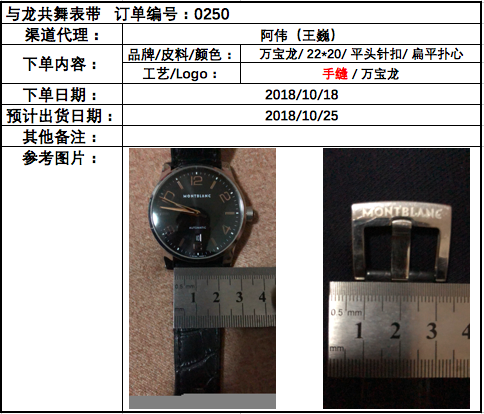 与龙共舞表带 订单编号：0250
渠道代理： 阿伟（王巍）
下单内容： 品牌/皮料/颜色： 万宝龙/ 22*20/ 平头针扣/ 扁平扑心
工艺/Logo： 手缝 / 万宝龙
下单日期： 2018/10/18
预计出货日期： 2018/10/25
其他备注：
参考图片：
MONTBLANC
AUTOMATIC
0.5 mm
1 2 3 4
MONTBLANC
0.5 mm
1 2 3 4